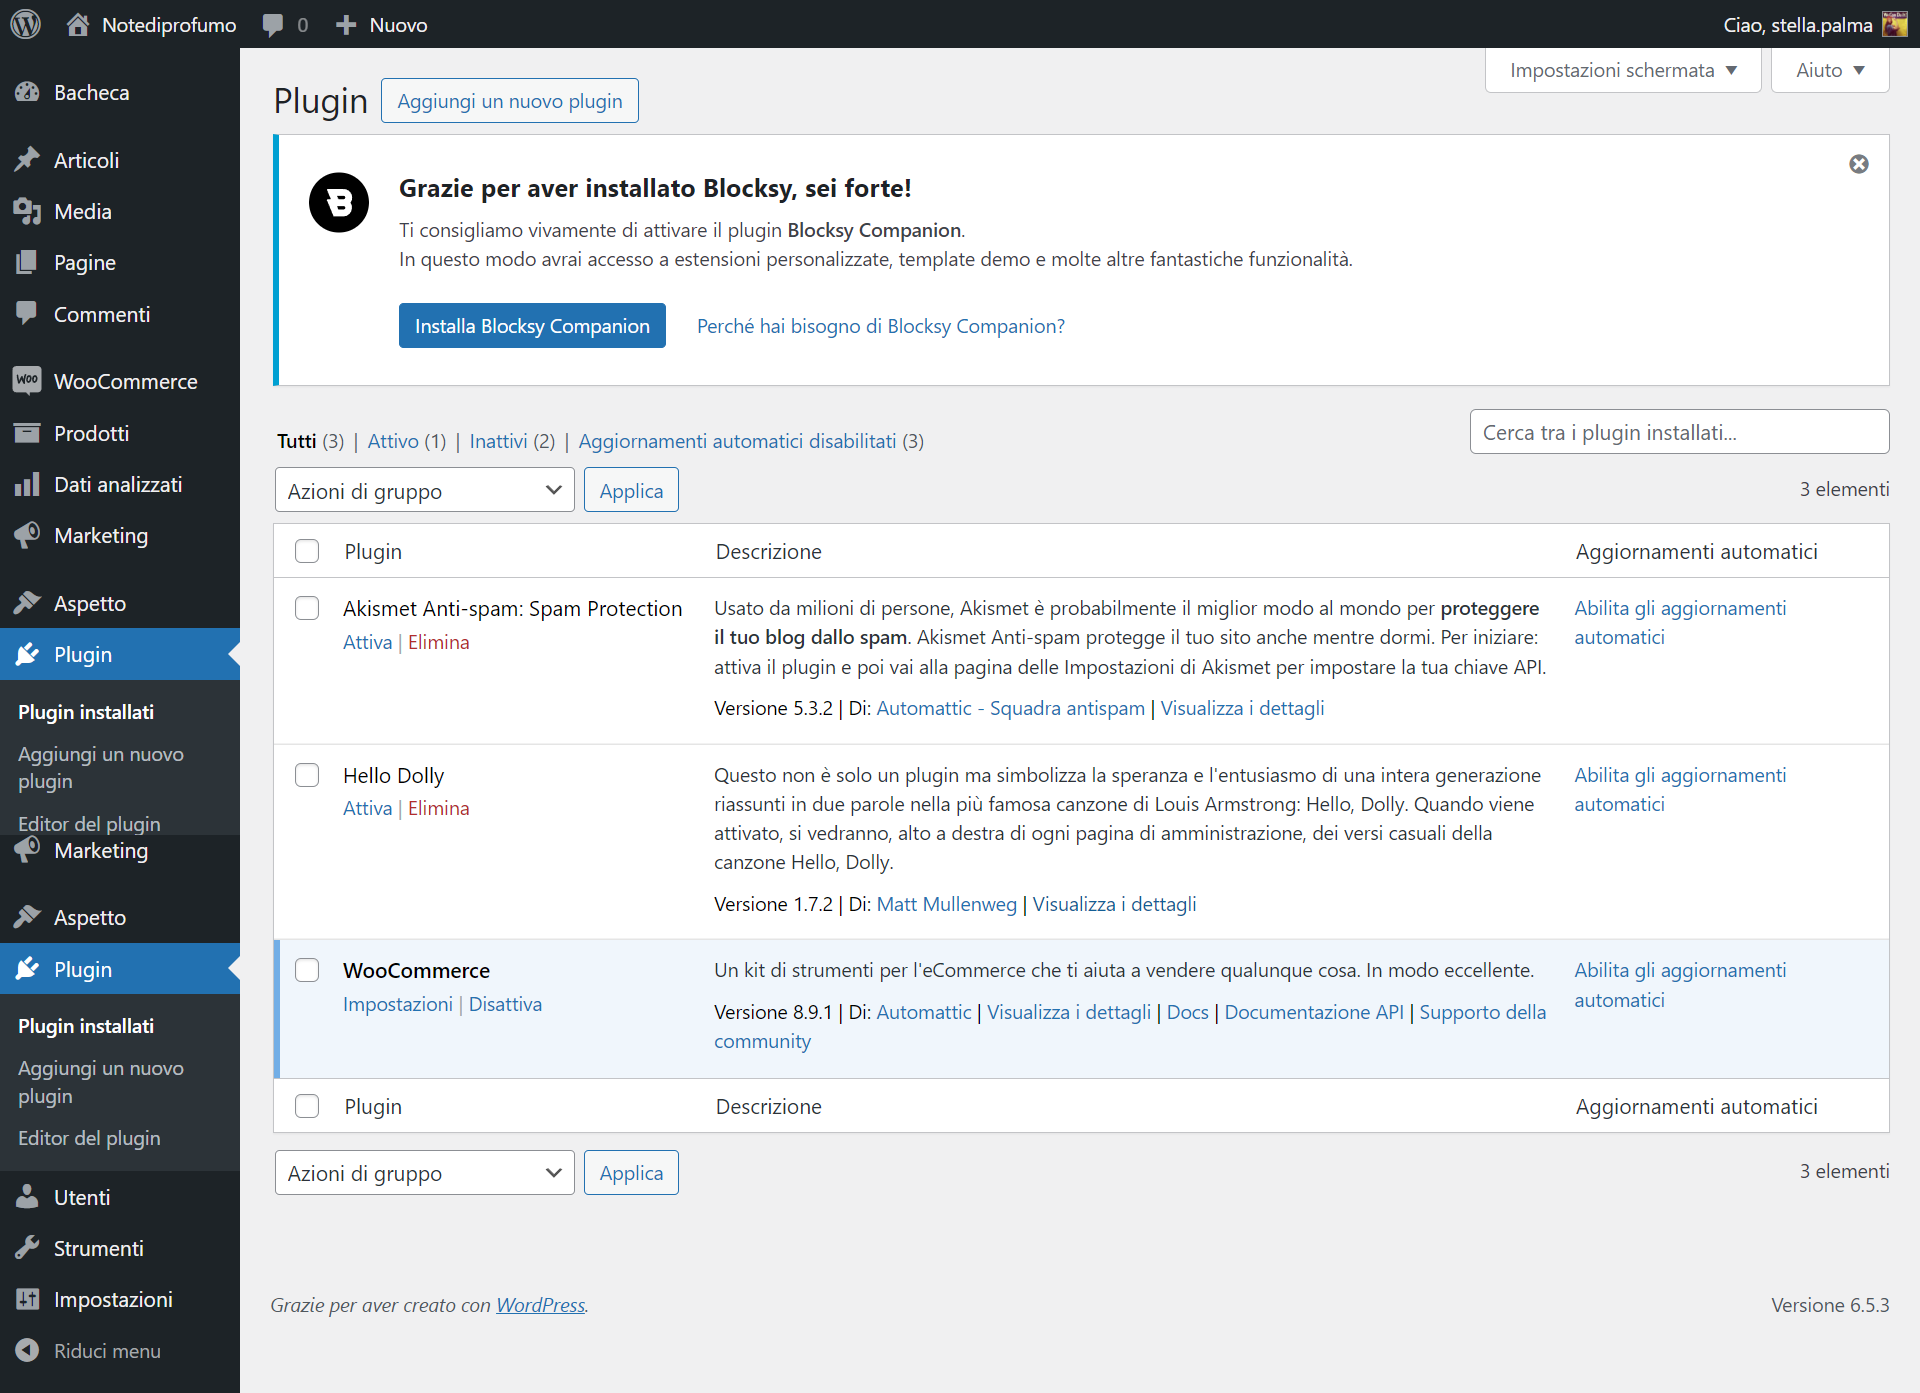 Notediprofumo
0
Nuovo
Ciao, stella.palma
Bacheca
Articoli
Media
Pagine
Commenti
WooCommerce
Prodotti
Dati analizzati
Marketing
Aspetto
Plugin
Plugin installati
Aggiungi un nuovo
plugin
Editor del plugin
Marketing
Aspetto
Plugin
Plugin installati
Aggiungi un nuovo
plugin
Editor del plugin
Utenti
Strumenti
Impostazioni
Riduci menu
Impostazioni schermata
Aiuto
Plugin
Aggiungi un nuovo plugin
Grazie per aver installato Blocksy, sei forte!
Ti consigliamo vivamente di attivare il plugin Blocksy Companion.
In questo modo avrai accesso a estensioni personalizzate, template demo e molte altre fantastiche funzionalità.
Installa Blocksy Companion
Perché hai bisogno di Blocksy Companion?
Tutti (3) | Attivo (1) | Inattivi (2) | Aggiornamenti automatici disabilitati (3)
Cerca tra i plugin installati...
Azioni di gruppo
Applica
3 elementi
Plugin
Descrizione
Aggiornamenti automatici
Akismet Anti-spam: Spam Protection
Attiva | Elimina
Usato da milioni di persone, Akismet è probabilmente il miglior modo al mondo per proteggere
il tuo blog dallo spam. Akismet Anti-spam protegge il tuo sito anche mentre dormi. Per iniziare:
attiva il plugin e poi vai alla pagina delle Impostazioni di Akismet per impostare la tua chiave API.
Versione 5.3.2 | Di: Automattic - Squadra antispam | Visualizza i dettagli
Abilita gli aggiornamenti
automatici
Hello Dolly
Attiva | Elimina
Questo non è solo un plugin ma simbolizza la speranza e l'entusiasmo di una intera generazione
riassunti in due parole nella più famosa canzone di Louis Armstrong: Hello, Dolly. Quando viene
attivato, si vedranno, alto a destra di ogni pagina di amministrazione, dei versi casuali della
canzone Hello, Dolly.
Versione 1.7.2 | Di: Matt Mullenweg | Visualizza i dettagli
Abilita gli aggiornamenti
automatici
WooCommerce
Impostazioni | Disattiva
Un kit di strumenti per l'eCommerce che ti aiuta a vendere qualunque cosa. In modo eccellente.
Versione 8.9.1 | Di: Automattic | Visualizza i dettagli | Docs | Documentazione API | Supporto della
community
Abilita gli aggiornamenti
automatici
Plugin
Descrizione
Aggiornamenti automatici
Azioni di gruppo
Applica
3 elementi
Grazie per aver creato con WordPress.
Versione 6.5.3